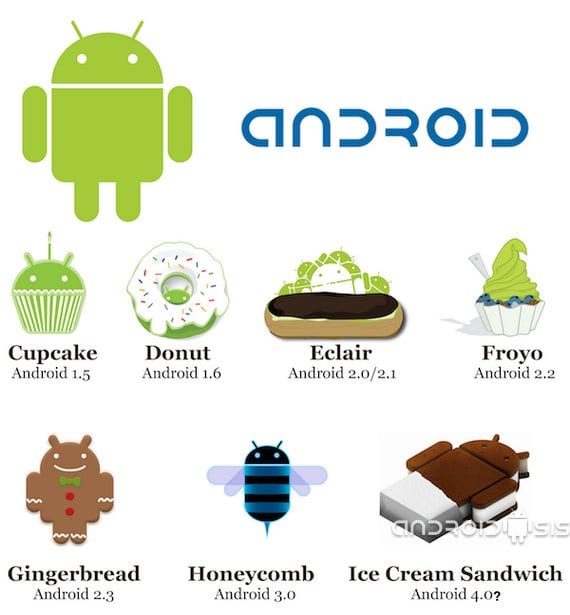 ANDROID
Cupcake
Android 1.5
Donut
Android 1.6
Eclair
Android 2.0/2.1
Froyo
Android 2.2
ANDROIDSIS
Gingerbread
Android 2.3
Honeycomb
Android 3.0
Ice Cream Sandwich
Android 4.0?